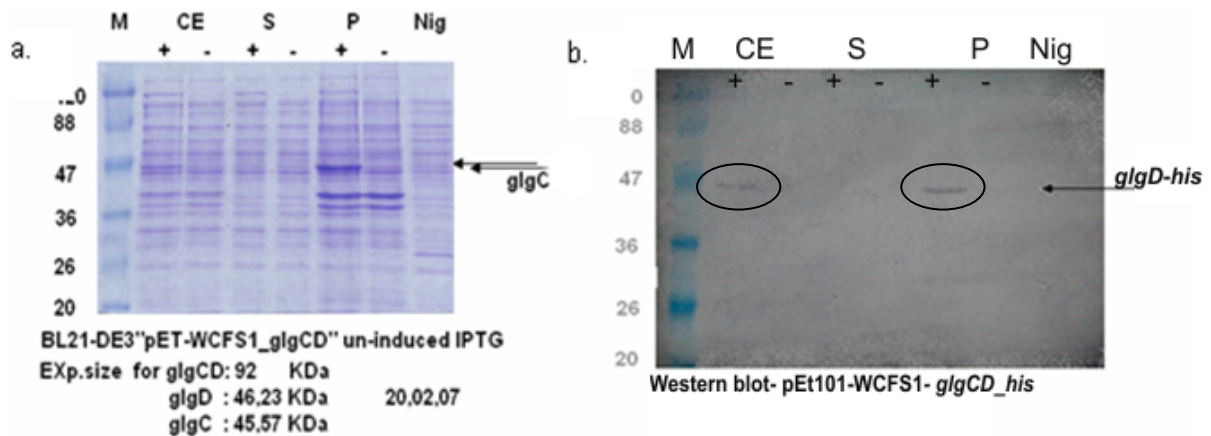 a.
M CE S P Nig
+ - + - + -
88
47
36
26
20
glgC
BL21-DE3"pET-WCFS1_glgCD" un-induced IPTG
EXp.size for glgCD: 92 KDa
glgD : 46,23 KDa 20,02,07
glgC : 45,57 KDa
b.
M CE S P Nig
+ - + - + -
0
88
47
36
26
20
glgD-his
Western blot- pEt101-WCFS1- glgCD_his